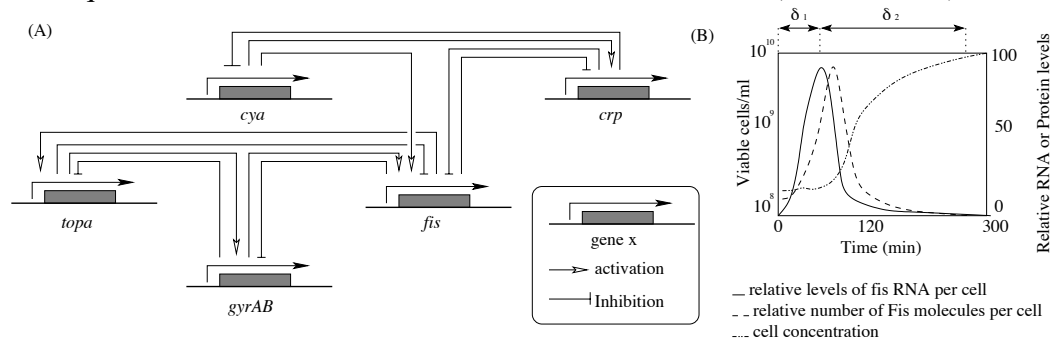 (A)
cya
crp
topa
fis
gyrAB
gene x
activation
Inhibition
(B)
δ 1
δ 2
10 10
10 9
10 8
100
50
0
0
120
300
Viable cells/ml
Relative RNA or Protein levels
Time (min)
relative levels of fis RNA per cell
relative number of Fis molecules per cell
cell concentration